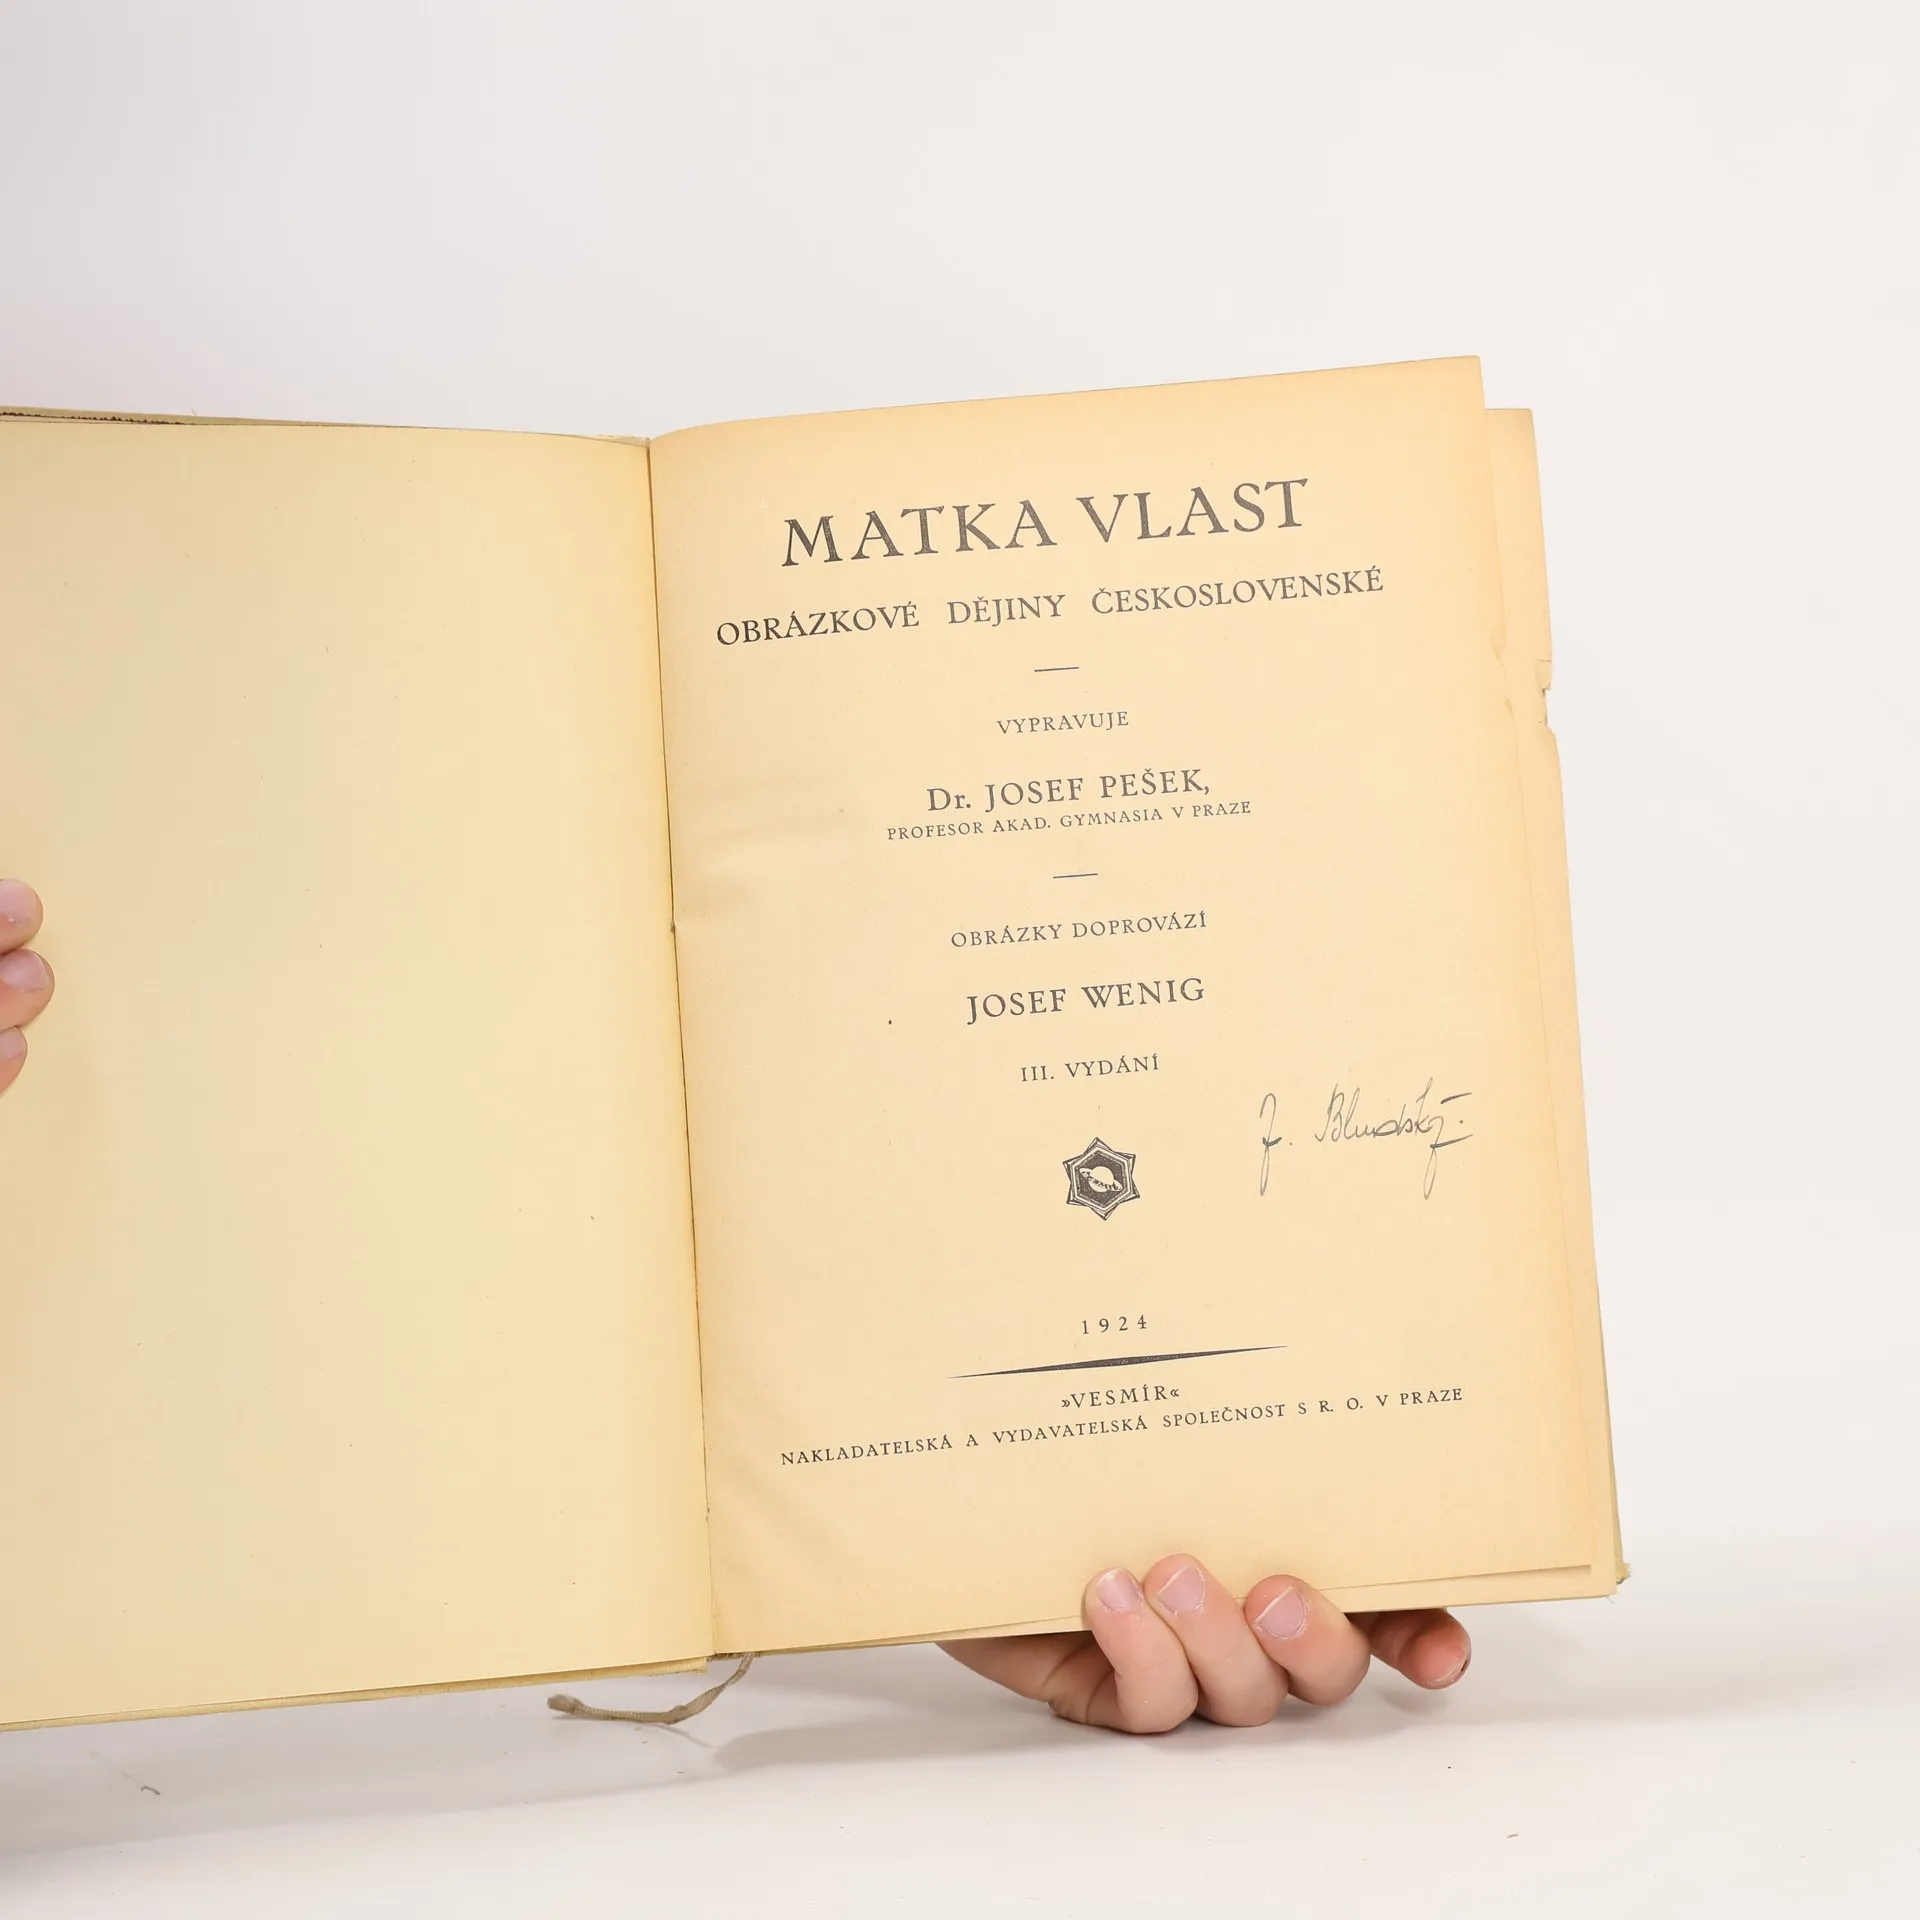 MATKA VLAST
OBRÁZKOVÉ DĚJINY ČESKOSLOVENSKÉ
VYPRAVUJE
Dr. JOSEF PEŠEK,
PROFESOR AKAD. GYMNASIA V PRAZE
OBRÁZKY DOPROVÁZÍ
JOSEF WENIG
III. VYDÁNÍ
J. Bludský.
1924
»VESMÍR«
NAKLADATELSKÁ A VYDAVATELSKÁ SPOLEČNOST S R. O. V PRAZE